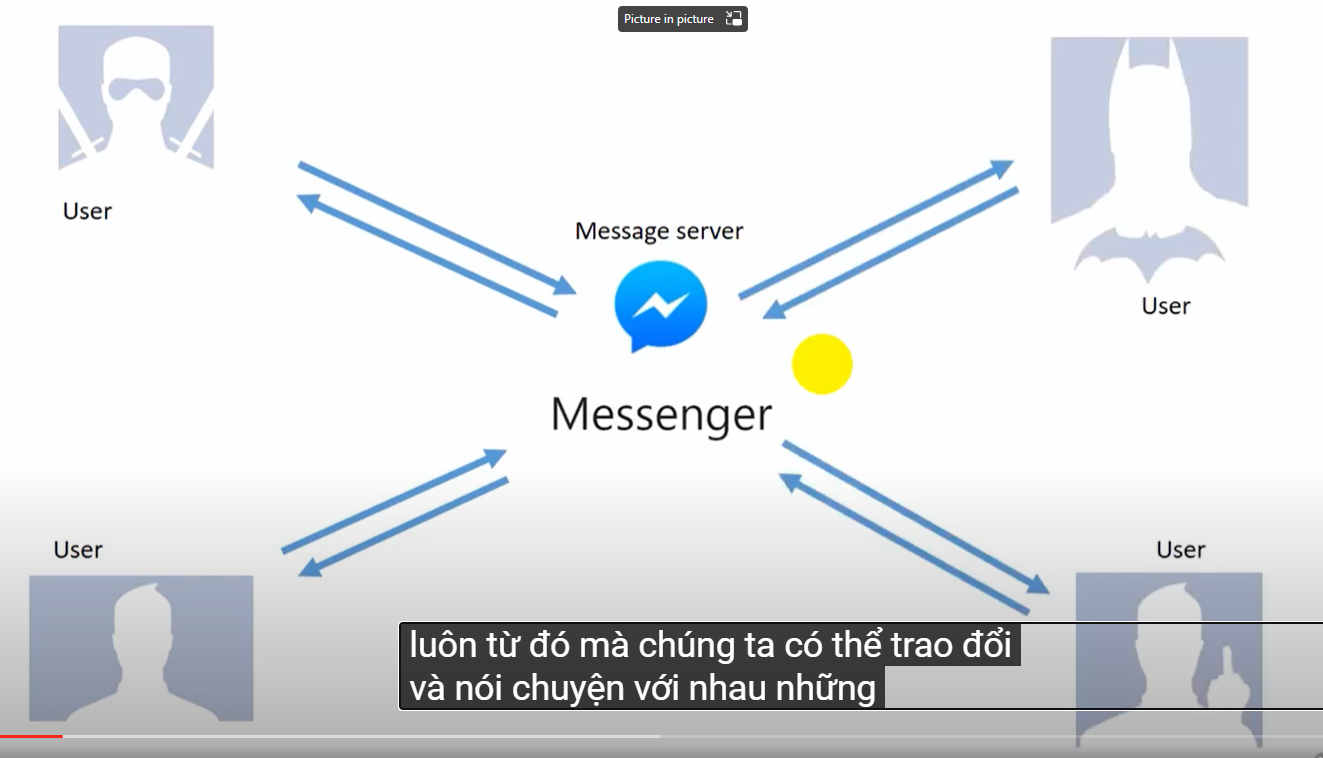 Picture in picture
User
Message server
User
Messenger
User
User
luôn từ đó mà chúng ta có thể trao đổi
và nói chuyện với nhau những